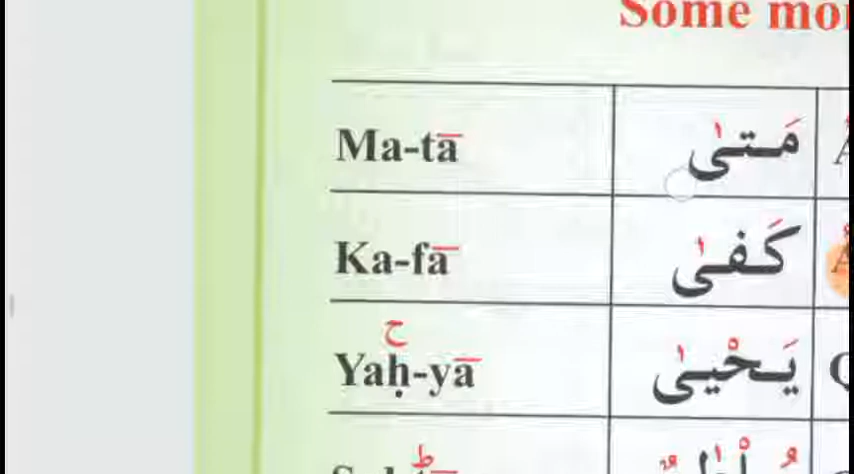 Some
Ma-tā مَتىٰ
Ka-fā كَفىٰ
ح
Yaḥ-yā يَحْيىٰ
ط